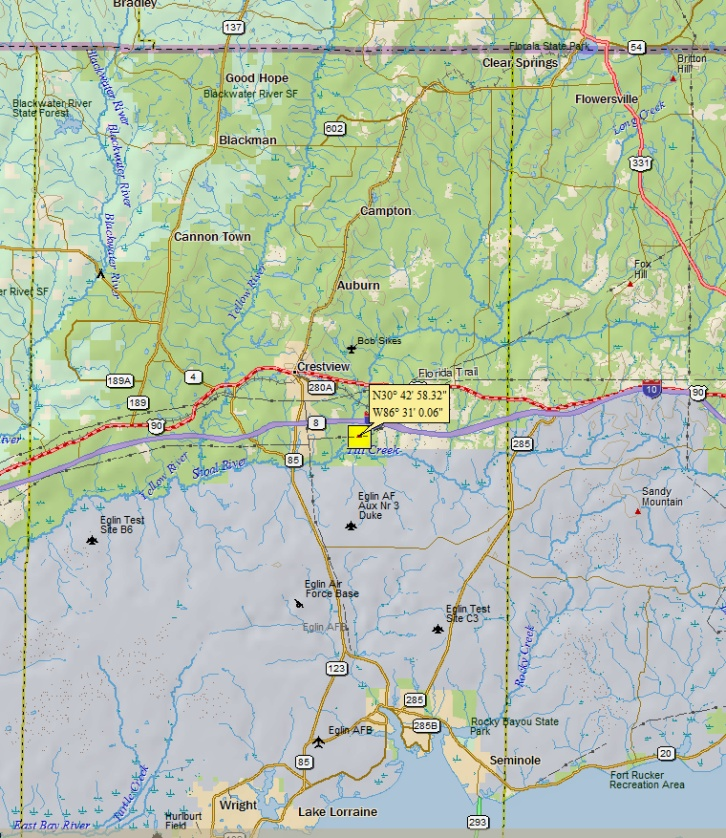 Bradley
137
Florala State Park
54
Clear Springs
Britton
Hill
Good Hope
Blackwater River SF
Blackwater River
State Forest
Blackwater River
Flowersville
Long Creek
602
Blackman
Blackwater River
331
Campton
Cannon Town
Blackwater River
Yellow River
Fox
Hill
er River SF
Auburn
Bob Sikes
Crestview
Florida Trail
189A
4
280A
10
90
N30° 42' 58.32"
W86° 31' 0.06"
189
90
8
285
Titi Creek
River
85
Yellow River
Shoal River
Eglin AF
Aux Nr 3
Duke
Sandy
Mountain
Eglin Test
Site B6
Eglin Air
Force Base
Eglin AFB
Eglin Test
Site C3
Rocky Creek
123
285
285B
Rocky Bayou State
Park
Eglin AFB
85
20
Seminole
Fort Rucker
Recreation Area
Turtle Creek
Wright
Lake Lorraine
Hurlburt
Field
East Bay River
293